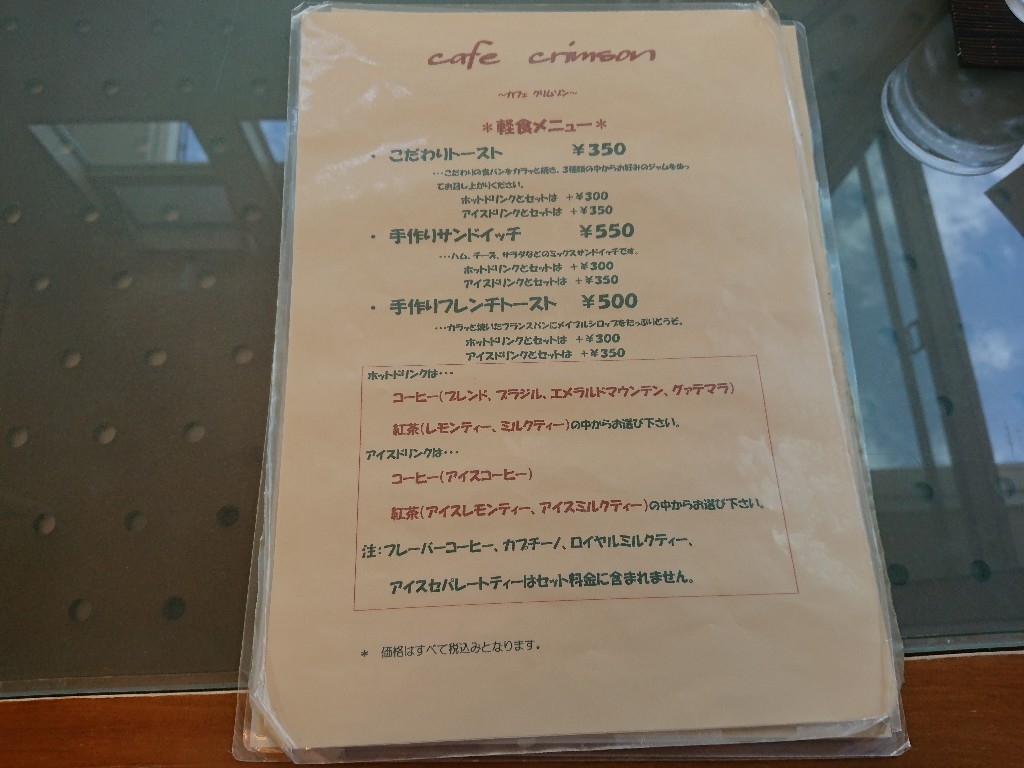 cafe crimson
～カフェ クリムゾン～
＊軽食メニュー＊
・ こだわりトースト ￥350
・・・こだわりの食パンをカラッと焼き、3種類の中からお好みのジャムをぬっ
てお召し上がりください。
ホットドリンクとセットは ＋￥300
アイスドリンクとセットは ＋￥350
・ 手作りサンドイッチ ￥550
・・・ハム、チーズ、サラダなどのミックスサンドイッチです。
ホットドリンクとセットは ＋￥300
アイスドリンクとセットは ＋￥350
・ 手作りフレンチトースト ￥500
・・・カラッと焼いたフランスパンにメイプルシロップをたっぷりとうぞ。
ホットドリンクとセットは ＋￥300
アイスドリンクとセットは ＋￥350
ホットドリンクは・・・
コーヒー（ブレンド、ブラジル、エメラルドマウンテン、グァテマラ）
紅茶（レモンティー、ミルクティー）の中からお選び下さい。
アイスドリンクは・・・
コーヒー（アイスコーヒー）
紅茶（アイスレモンティー、アイスミルクティー）の中からお選び下さい。
注：フレーバーコーヒー、カプチーノ、ロイヤルミルクティー、
アイスセパレートティーはセット料金に含まれません。
＊ 価格はすべて税込みとなります。